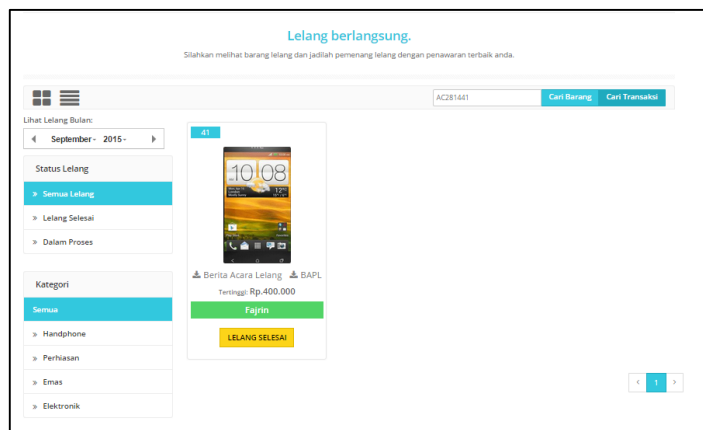 Lelang berlangsung.
Silahkan melihat barang lelang dan jadilah pemenang lelang dengan penawaran terbaik anda.
AC281441 Cari Barang Cari Transaksi
Lihat Lelang Bulan:
September - 2015 -
Status Lelang
» Semua Lelang
» Lelang Selesai
» Dalam Proses
Kategori
Semua
» Handphone
» Perhiasan
» Emas
» Elektronik
41
10 08
12°
Berita Acara Lelang BAPL
Tertinggi: Rp.400.000
Fajrin
LELANG SELESAI
< 1 >